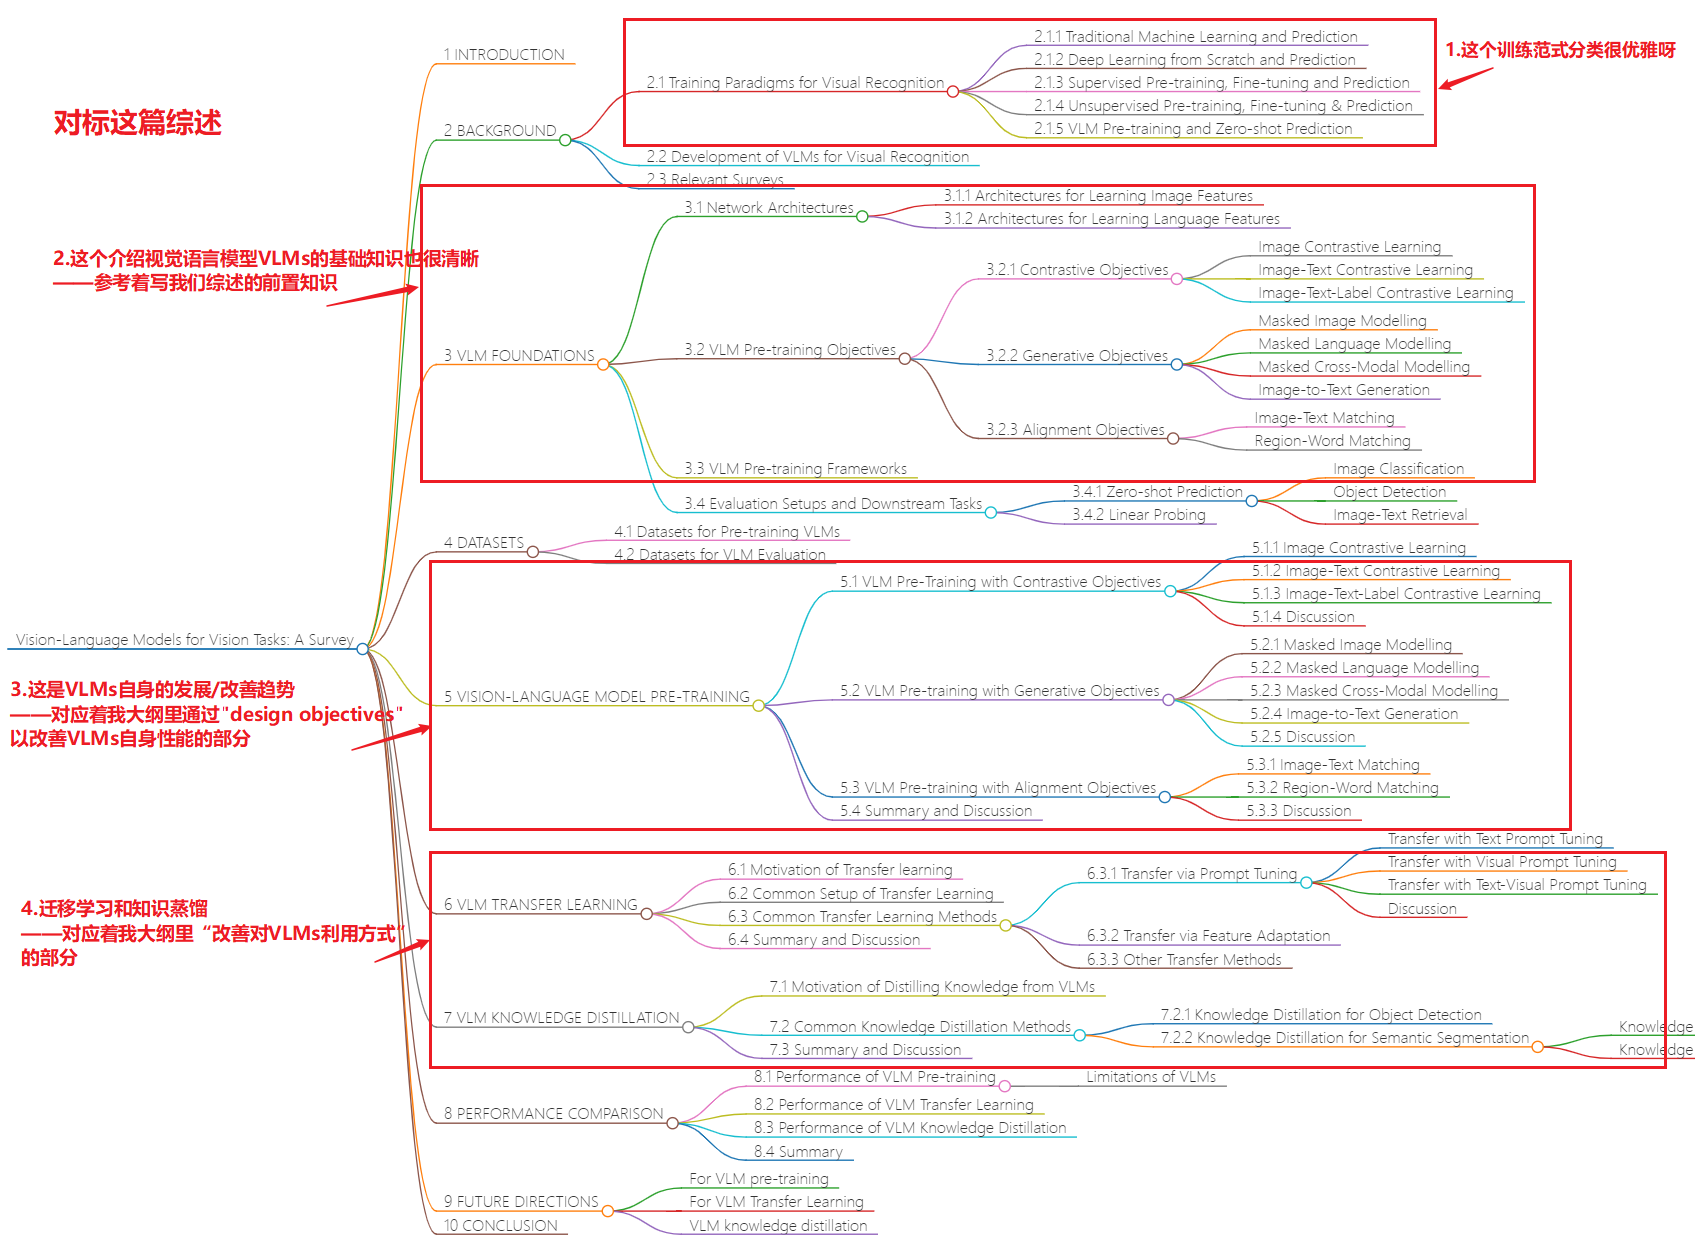 对标这篇综述
1.这个训练范式分类很优雅呀
2.这个介绍视觉语言模型VLMs的基础知识也很清晰
——参考着写我们综述的前置知识
3.这是VLMs自身的发展/改善趋势
——对应着我大纲里通过"design objectives"
以改善VLMs自身性能的部分
4.迁移学习和知识蒸馏
——对应着我大纲里“改善对VLMs利用方式“
的部分
Vision-Language Models for Vision Tasks: A Survey
1 INTRODUCTION
2 BACKGROUND
2.1 Training Paradigms for Visual Recognition
2.1.1 Traditional Machine Learning and Prediction
2.1.2 Deep Learning from Scratch and Prediction
2.1.3 Supervised Pre-training, Fine-tuning and Prediction
2.1.4 Unsupervised Pre-training, Fine-tuning & Prediction
2.1.5 VLM Pre-training and Zero-shot Prediction
2.2 Development of VLMs for Visual Recognition
2.3 Relevant Surveys
3 VLM FOUNDATIONS
3.1 Network Architectures
3.1.1 Architectures for Learning Image Features
3.1.2 Architectures for Learning Language Features
3.2 VLM Pre-training Objectives
3.2.1 Contrastive Objectives
Image Contrastive Learning
Image-Text Contrastive Learning
Image-Text-Label Contrastive Learning
3.2.2 Generative Objectives
Masked Image Modelling
Masked Language Modelling
Masked Cross-Modal Modelling
Image-to-Text Generation
3.2.3 Alignment Objectives
Image-Text Matching
Region-Word Matching
3.3 VLM Pre-training Frameworks
3.4 Evaluation Setups and Downstream Tasks
3.4.1 Zero-shot Prediction
Image Classification
Object Detection
Image-Text Retrieval
3.4.2 Linear Probing
4 DATASETS
4.1 Datasets for Pre-training VLMs
4.2 Datasets for VLM Evaluation
5 VISION-LANGUAGE MODEL PRE-TRAINING
5.1 VLM Pre-Training with Contrastive Objectives
5.1.1 Image Contrastive Learning
5.1.2 Image-Text Contrastive Learning
5.1.3 Image-Text-Label Contrastive Learning
5.1.4 Discussion
5.2 VLM Pre-training with Generative Objectives
5.2.1 Masked Image Modelling
5.2.2 Masked Language Modelling
5.2.3 Masked Cross-Modal Modelling
5.2.4 Image-to-Text Generation
5.2.5 Discussion
5.3 VLM Pre-training with Alignment Objectives
5.3.1 Image-Text Matching
5.3.2 Region-Word Matching
5.3.3 Discussion
5.4 Summary and Discussion
6 VLM TRANSFER LEARNING
6.1 Motivation of Transfer learning
6.2 Common Setup of Transfer Learning
6.3 Common Transfer Learning Methods
6.3.1 Transfer via Prompt Tuning
Transfer with Text Prompt Tuning
Transfer with Visual Prompt Tuning
Transfer with Text-Visual Prompt Tuning
Discussion
6.3.2 Transfer via Feature Adaptation
6.3.3 Other Transfer Methods
6.4 Summary and Discussion
7 VLM KNOWLEDGE DISTILLATION
7.1 Motivation of Distilling Knowledge from VLMs
7.2 Common Knowledge Distillation Methods
7.2.1 Knowledge Distillation for Object Detection
7.2.2 Knowledge Distillation for Semantic Segmentation
Knowledge
Knowledge
7.3 Summary and Discussion
8 PERFORMANCE COMPARISON
8.1 Performance of VLM Pre-training
Limitations of VLMs
8.2 Performance of VLM Transfer Learning
8.3 Performance of VLM Knowledge Distillation
8.4 Summary
9 FUTURE DIRECTIONS
For VLM pre-training
For VLM Transfer Learning
VLM knowledge distillation
10 CONCLUSION